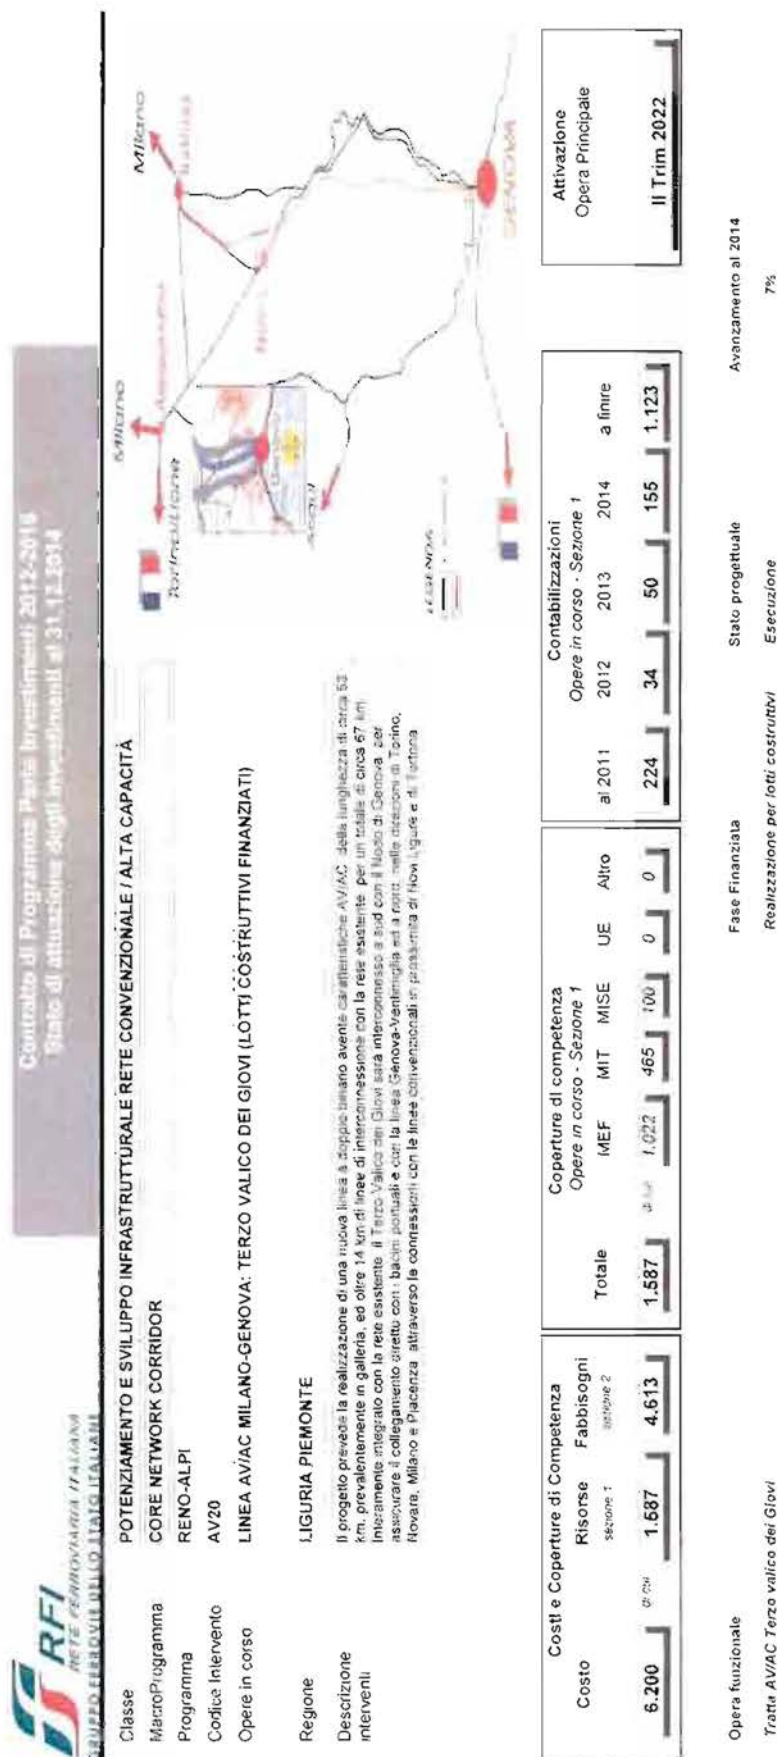 RFI
RETE FERROVIARIA ITALIANA
GRUPPO FERROVIE DELLO STATO ITALIANE
Contratto di Programma Parte Investimenti 2012-2016
Stato di attuazione degli investimenti al 31.12.2014
Classe POTENZIAMENTO E SVILUPPO INFRASTRUTTURALE RETE CONVENZIONALE / ALTA CAPACITÀ
MacroProgramma CORE NETWORK CORRIDOR
Programma RENO-ALPI
Codice Intervento AV20
Opere in corso LINEA AV/AC MILANO-GENOVA: TERZO VALICO DEI GIOVI (LOTTI COSTRUTTIVI FINANZIATI)
Regione LIGURIA PIEMONTE
Descrizione
interventi
Il progetto prevede la realizzazione di una nuova linea a doppio binario avente caratteristiche AV/AC della lunghezza di circa 53
km, prevalentemente in galleria, ed oltre 14 km di linee di interconnessione con la rete esistente per un totale di circa 67 km.
Interamente integrato con la rete esistente il Terzo Valico dei Giovi sarà interconnesso a sud con il Nodo di Genova per
assicurare il collegamento diretto con i bacini portuali e con la linea Genova-Ventimiglia ed a nord, nelle direzioni di Torino,
Novara, Milano e Piacenza attraverso le connessioni con le linee convenzionali in prossimità di Novi Ligure e di Tortona
Milano
Milano
Alessandria
Torino
Acqui
GENOVA
LEGENDA
Costi e Coperture di Competenza
Costo Risorse Fabbisogni
sezione 1 sezione 2
6.200 di cui 1.587 4.613
Coperture di competenza
Opere in corso - Sezione 1
Totale MEF MIT MISE UE Altro
1.587 di cui 1.022 465 100 0 0
Contabilizzazioni
Opere in corso - Sezione 1
al 2011 2012 2013 2014 a finire
224 34 50 155 1.123
Attivazione
Opera Principale
II Trim 2022
Opera funzionale Fase Finanziata Stato progettuale Avanzamento al 2014
Tratta AV/AC Terzo valico dei Giovi Realizzazione per lotti costruttivi Esecuzione 7%